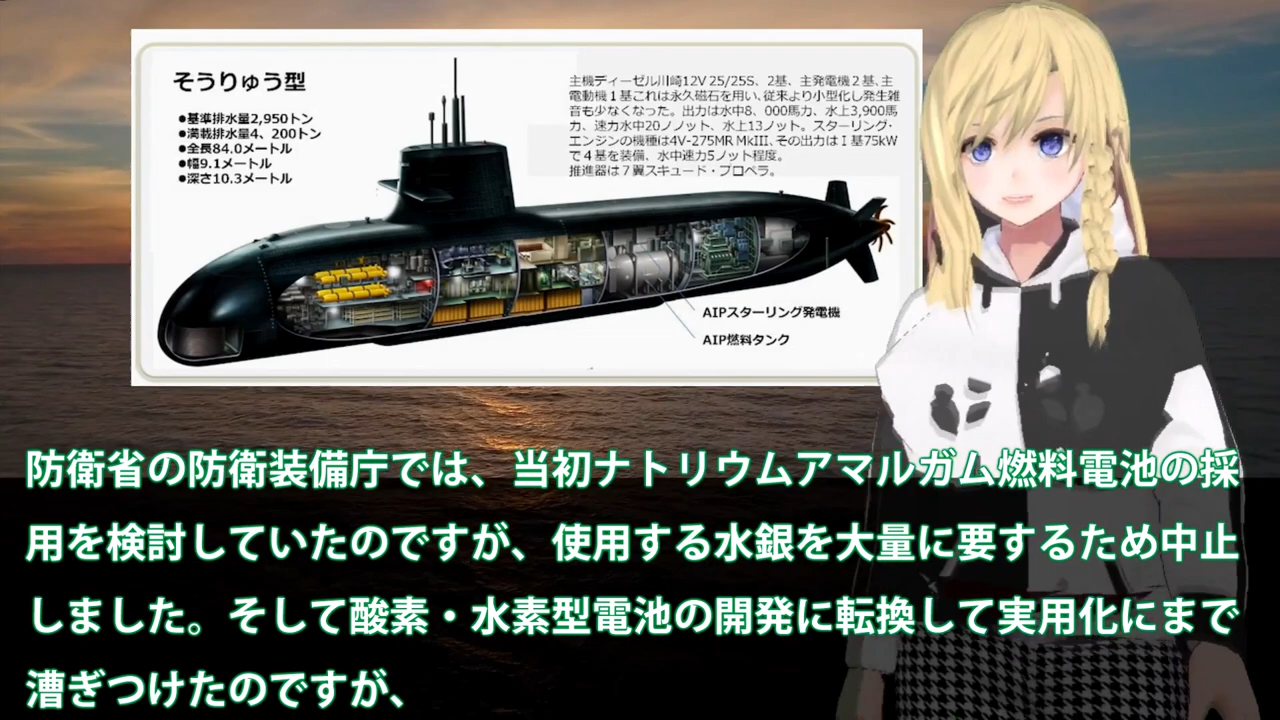 そうりゅう型
●基準排水量2,950トン
●満載排水量4、200トン
●全長84.0メートル
●幅9.1メートル
●深さ10.3メートル
主機ディーゼル川崎12V 25/25S、2基、主発電機2基、主
電動機1基これは永久磁石を用い、従来より小型化し発生雑
音も少なくなった。出力は水中8、000馬力、水上3,900馬
力、速力水中20ノノット、水上13ノット。スターリング・
エンジンの機種は4V-275MR MkIII、その出力はI基75kW
で4基を装備、水中速力5ノット程度。
推進器は7翼スキュード・プロペラ。
AIPスターリング発電機
AIP燃料タンク
防衛省の防衛装備庁では、当初ナトリウムアマルガム燃料電池の採
用を検討していたのですが、使用する水銀を大量に要するため中止
しました。そして酸素・水素型電池の開発に転換して実用化にまで
漕ぎつけたのですが、